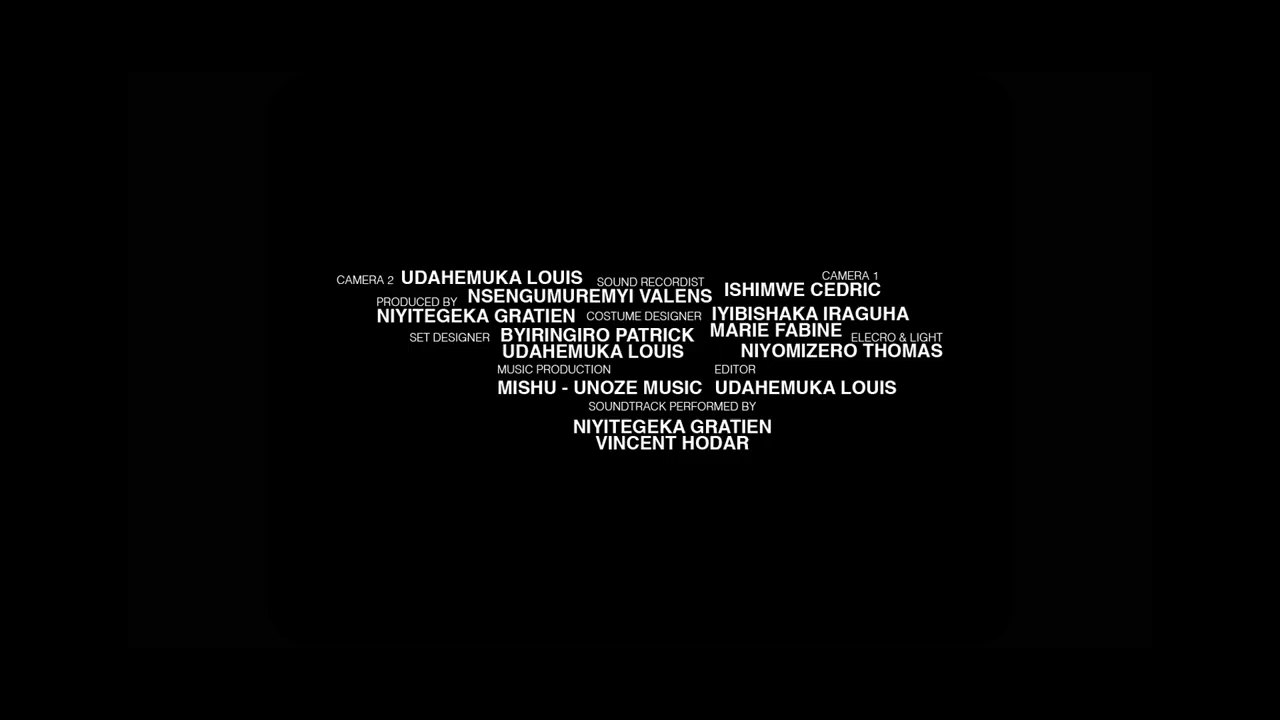 CAMERA 2 UDAHEMUKA LOUIS
SOUND RECORDIST
NSENGUMUREMYI VALENS
CAMERA 1
ISHIMWE CEDRIC
PRODUCED BY
NIYITEGEKA GRATIEN
COSTUME DESIGNER IYIBISHAKA IRAGUHA
MARIE FABINE
SET DESIGNER BYIRINGIRO PATRICK
UDAHEMUKA LOUIS
ELECRO & LIGHT
NIYOMIZERO THOMAS
MUSIC PRODUCTION
MISHU - UNOZE MUSIC
EDITOR
UDAHEMUKA LOUIS
SOUNDTRACK PERFORMED BY
NIYITEGEKA GRATIEN
VINCENT HODAR